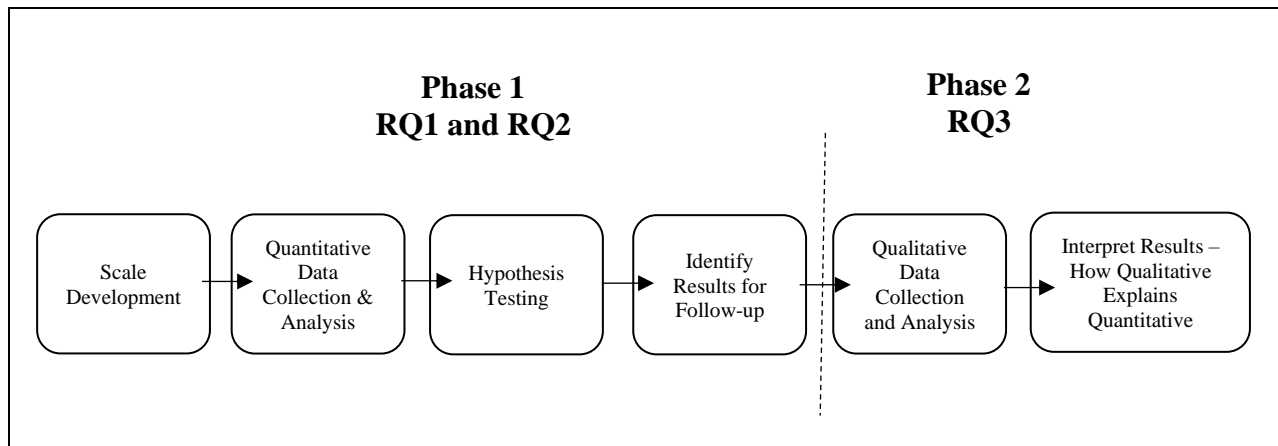 Phase 1
RQ1 and RQ2
Phase 2
RQ3
Scale
Development
Quantitative
Data
Collection &
Analysis
Hypothesis
Testing
Identify
Results for
Follow-up
Qualitative
Data
Collection
and Analysis
Interpret Results –
How Qualitative
Explains
Quantitative